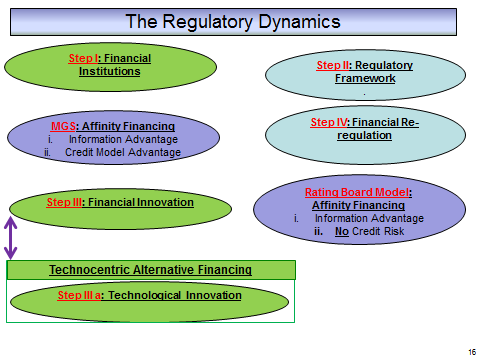 The Regulatory Dynamics
Step I: Financial
Institutions
Step II: Regulatory
Framework
.
MGS: Affinity Financing
i. Information Advantage
ii. Credit Model Advantage
Step IV: Financial Re-
regulation
Step III: Financial Innovation
Rating Board Model:
Affinity Financing
i. Information Advantage
ii. No Credit Risk
Technocentric Alternative Financing
Step III a: Technological Innovation
16